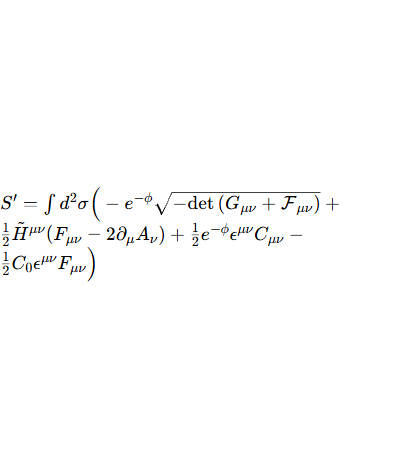 S′ = ∫ d²σ( − e^{−ϕ}√(−det (G_{μν} + ℱ_{μν})) +
½H̃^{μν}(F_{μν} − 2∂_μA_ν) + ½e^{−ϕ}ϵ^{μν}C_{μν} −
½C₀ϵ^{μν}F_{μν})